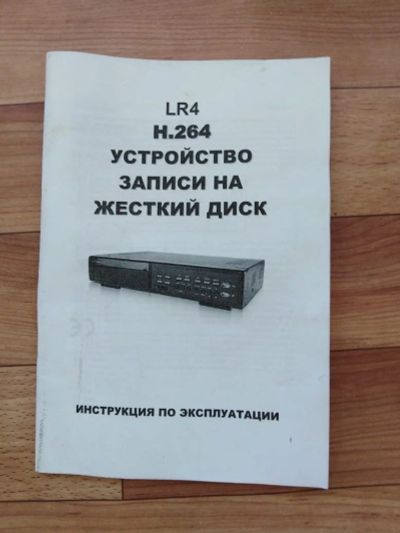 LR4
H.264
УСТРОЙСТВО
ЗАПИСИ НА
ЖЕСТКИЙ ДИСК
ИНСТРУКЦИЯ ПО ЭКСПЛУАТАЦИИ